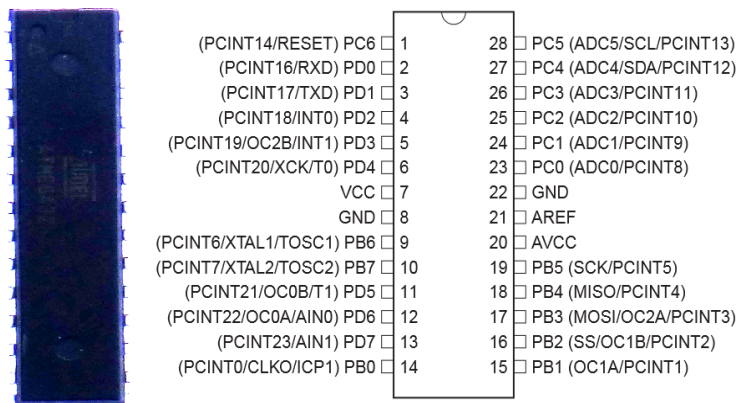 (PCINT14/RESET) PC6 1 28 PC5 (ADC5/SCL/PCINT13)
(PCINT16/RXD) PD0 2 27 PC4 (ADC4/SDA/PCINT12)
(PCINT17/TXD) PD1 3 26 PC3 (ADC3/PCINT11)
(PCINT18/INT0) PD2 4 25 PC2 (ADC2/PCINT10)
(PCINT19/OC2B/INT1) PD3 5 24 PC1 (ADC1/PCINT9)
(PCINT20/XCK/T0) PD4 6 23 PC0 (ADC0/PCINT8)
VCC 7 22 GND
GND 8 21 AREF
(PCINT6/XTAL1/TOSC1) PB6 9 20 AVCC
(PCINT7/XTAL2/TOSC2) PB7 10 19 PB5 (SCK/PCINT5)
(PCINT21/OC0B/T1) PD5 11 18 PB4 (MISO/PCINT4)
(PCINT22/OC0A/AIN0) PD6 12 17 PB3 (MOSI/OC2A/PCINT3)
(PCINT23/AIN1) PD7 13 16 PB2 (SS/OC1B/PCINT2)
(PCINT0/CLKO/ICP1) PB0 14 15 PB1 (OC1A/PCINT1)
ATMEL